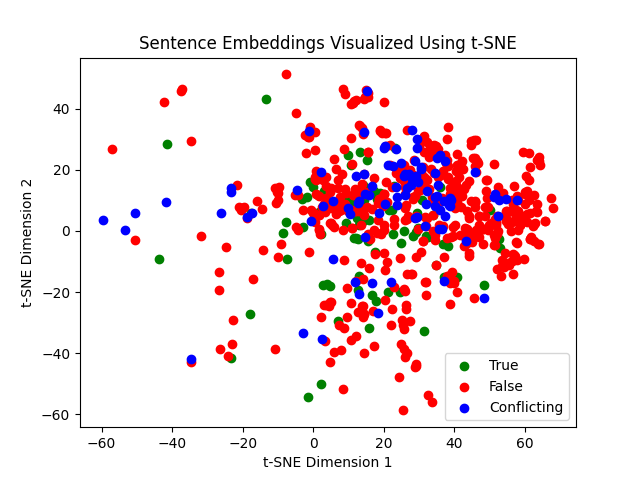 Sentence Embeddings Visualized Using t-SNE
t-SNE Dimension 2
40
20
0
−20
−40
−60
−60 −40 −20 0 20 40 60
t-SNE Dimension 1
True
False
Conflicting